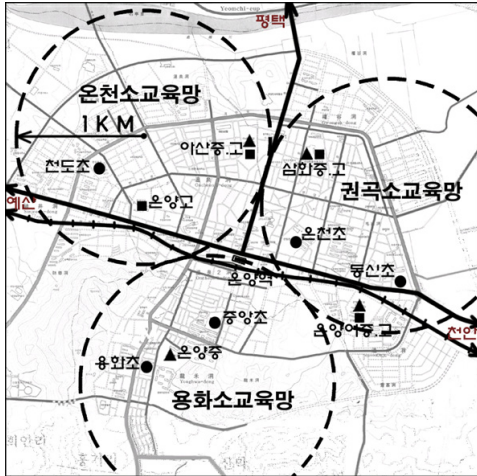 Yeomchi-eup
평택
온천소교육망
1KM
아산중.고
삼화중.고
천도초
권곡소교육망
예산
온양고
온천초
온양역
동신초
중앙초
온양여중.고
천안
온양중
용화초
용화소교육망